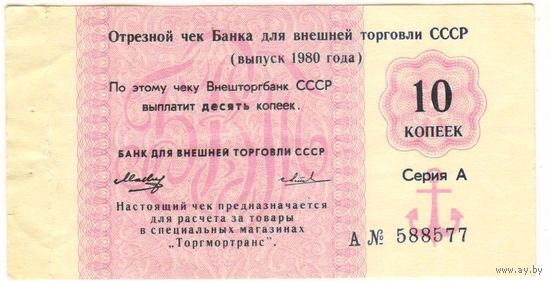 Отрезной чек Банка для внешней торговли СССР
(выпуск 1980 года)
По этому чеку Внешторгбанк СССР
выплатит десять копеек.
10
КОПЕЕК
БАНК ДЛЯ ВНЕШНЕЙ ТОРГОВЛИ СССР
Серия А
Настоящий чек предназначается
для расчета за товары
в специальных магазинах
„Торгмортранс".
А № 588577
© www.ay.by